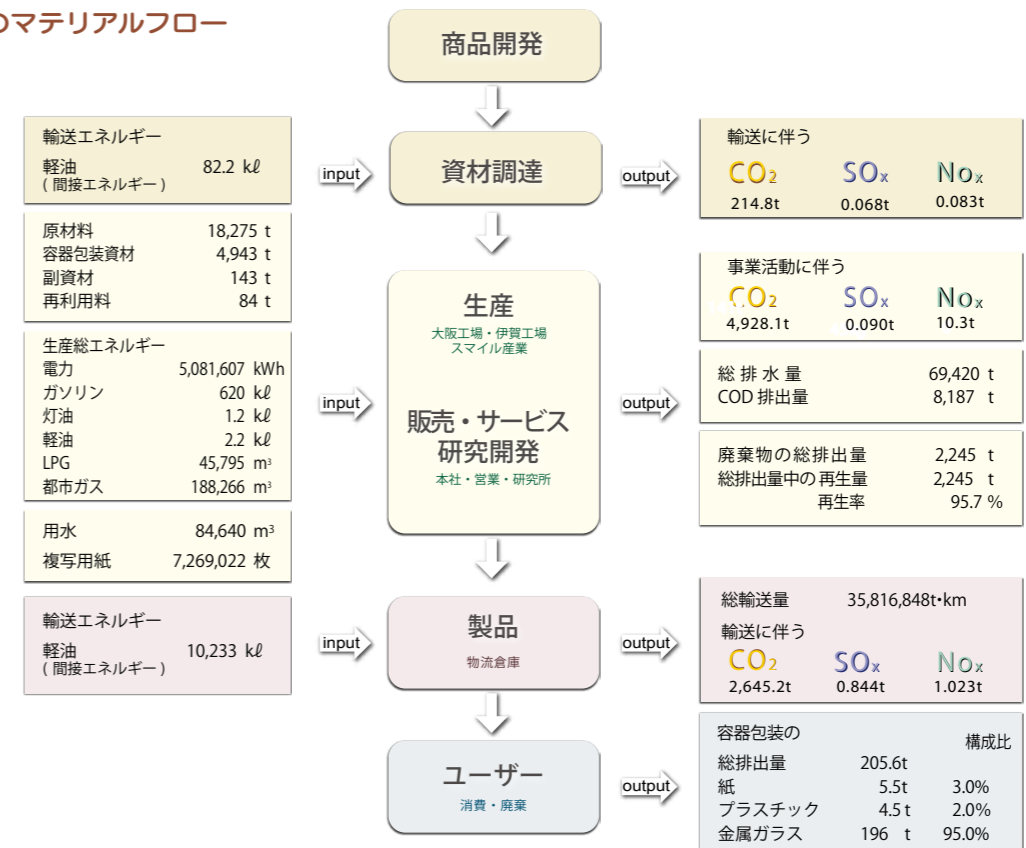 のマテリアルフロー
商品開発
輸送エネルギー
軽油 82.2 kℓ
( 間接エネルギー )
input
資材調達
output
輸送に伴う
CO2 SOx Nox
214.8t 0.068t 0.083t
原材料 18,275 t
容器包装資材 4,943 t
副資材 143 t
再利用料 84 t
生産総エネルギー
電力 5,081,607 kWh
ガソリン 620 kℓ
灯油 1.2 kℓ
軽油 2.2 kℓ
LPG 45,795 m³
都市ガス 188,266 m³
用水 84,640 m³
複写用紙 7,269,022 枚
input
生産
大阪工場・伊賀工場
スマイル産業
販売・サービス
研究開発
本社・営業・研究所
output
事業活動に伴う
CO2 SOx Nox
4,928.1t 0.090t 10.3t
総 排 水 量 69,420 t
COD 排出量 8,187 t
廃棄物の総排出量 2,245 t
総排出量中の 再生量 2,245 t
再生率 95.7 %
輸送エネルギー
軽油 10,233 kℓ
( 間接エネルギー )
input
製品
物流倉庫
output
総輸送量 35,816,848t・km
輸送に伴う
CO2 SOx Nox
2,645.2t 0.844t 1.023t
ユーザー
消費・廃棄
output
容器包装の 構成比
総排出量 205.6t
紙 5.5t 3.0%
プラスチック 4.5 t 2.0%
金属ガラス 196 t 95.0%